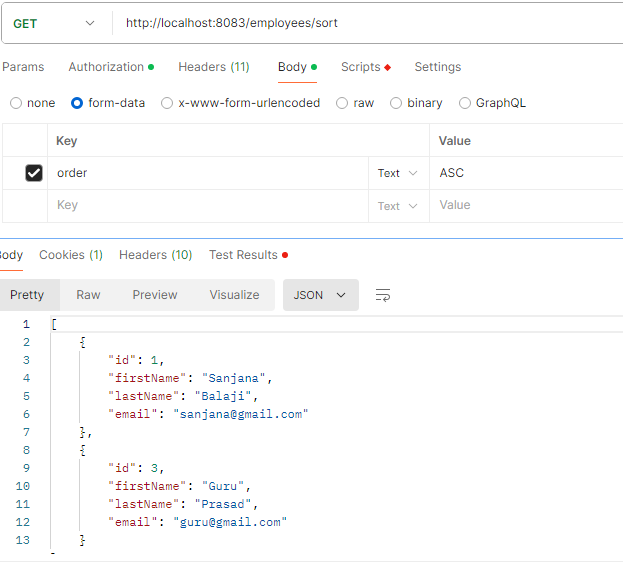 GET http://localhost:8083/employees/sort
Params Authorization Headers (11) Body Scripts Settings
none form-data x-www-form-urlencoded raw binary GraphQL
Key Value
order Text ASC
Key Text Value
Body Cookies (1) Headers (10) Test Results
Pretty Raw Preview Visualize JSON
1 [
2 {
3 "id": 1,
4 "firstName": "Sanjana",
5 "lastName": "Balaji",
6 "email": "sanjana@gmail.com"
7 },
8 {
9 "id": 3,
10 "firstName": "Guru",
11 "lastName": "Prasad",
12 "email": "guru@gmail.com"
13 }